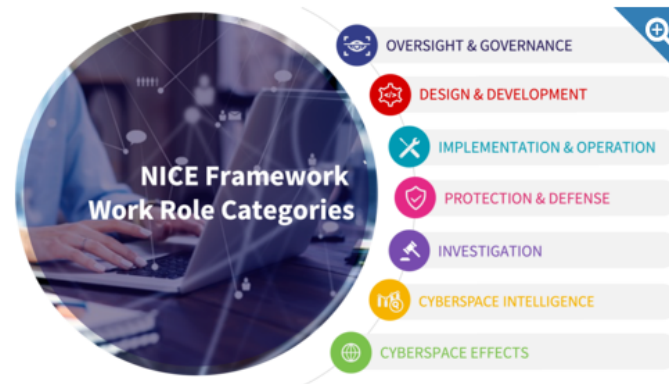 NICE Framework
Work Role Categories
OVERSIGHT & GOVERNANCE
DESIGN & DEVELOPMENT
IMPLEMENTATION & OPERATION
PROTECTION & DEFENSE
INVESTIGATION
CYBERSPACE INTELLIGENCE
CYBERSPACE EFFECTS